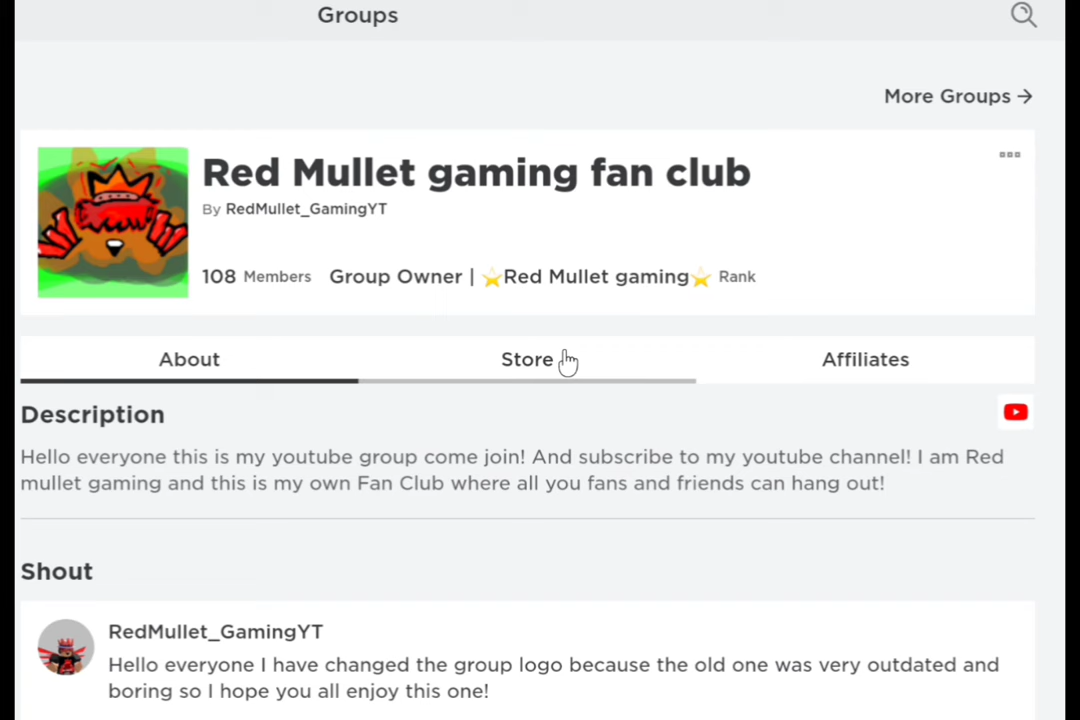 Groups
More Groups →
Red Mullet gaming fan club
By RedMullet_GamingYT
108 Members Group Owner | ⭐Red Mullet gaming⭐ Rank
About Store Affiliates
Description
Hello everyone this is my youtube group come join! And subscribe to my youtube channel! I am Red
mullet gaming and this is my own Fan Club where all you fans and friends can hang out!
Shout
RedMullet_GamingYT
Hello everyone I have changed the group logo because the old one was very outdated and
boring so I hope you all enjoy this one!